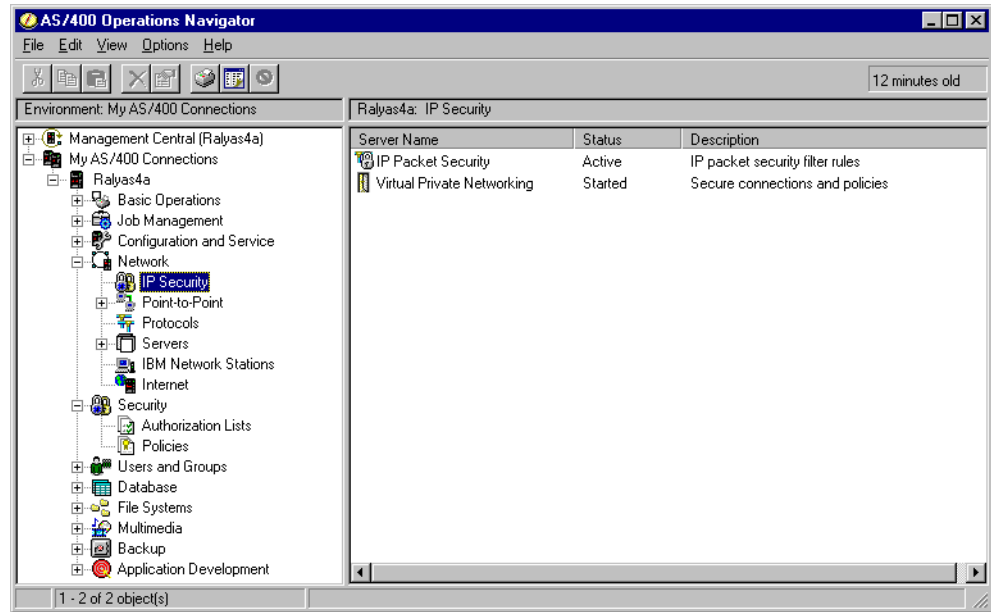 AS/400 Operations Navigator
File Edit View Options Help
12 minutes old
Environment: My AS/400 Connections
Ralyas4a: IP Security
Management Central (Ralyas4a)
My AS/400 Connections
Ralyas4a
Basic Operations
Job Management
Configuration and Service
Network
IP Security
Point-to-Point
Protocols
Servers
IBM Network Stations
Internet
Security
Authorization Lists
Policies
Users and Groups
Database
File Systems
Multimedia
Backup
Application Development
Server Name Status Description
IP Packet Security Active IP packet security filter rules
Virtual Private Networking Started Secure connections and policies
1 - 2 of 2 object(s)